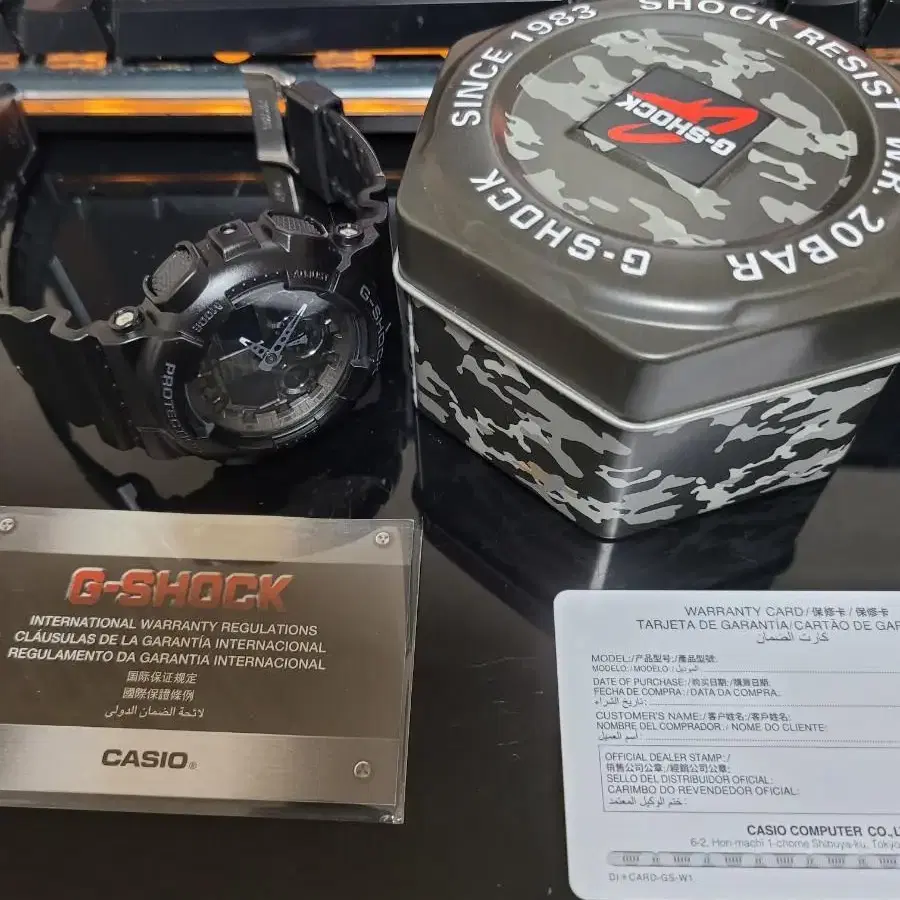 SINCE 1983
SHOCK RESIST
W.R. 20BAR
G-SHOCK
G-SHOCK
ADJUST
MODE
G-SHOCK
G-SHOCK
INTERNATIONAL WARRANTY REGULATIONS
CLÁUSULAS DE LA GARANTÍA INTERNACIONAL
REGULAMENTO DA GARANTIA INTERNACIONAL
国际保证规定
國際保證條例
لائحة الضمان الدولى
CASIO®
WARRANTY CARD/保修卡/保修卡
TARJETA DE GARANTÍA/CARTÃO DE GAR
كارت الضمان
MODEL:/产品型号:/產品型號:
MODELO:/MODELO:/الموديل:
DATE OF PURCHASE:/购买日期:/購買日期:
FECHA DE COMPRA:/DATA DA COMPRA:
تاريخ الشراء:
CUSTOMER'S NAME:/客户姓名:/客戶姓名:
NOMBRE DEL COMPRADOR:/NOME DO CLIENTE:
اسم العميل:
OFFICIAL DEALER STAMP:/
销售公司公章:/經銷公司公章:
SELLO DEL DISTRIBUIDOR OFICIAL:
CARIMBO DO REVENDEDOR OFICIAL:
ختم الوكيل المعتمد:
CASIO COMPUTER CO.,
6-2, Hon-machi 1-chome Shibuya-ku, Tokyo
DI*CARD-GS-W1